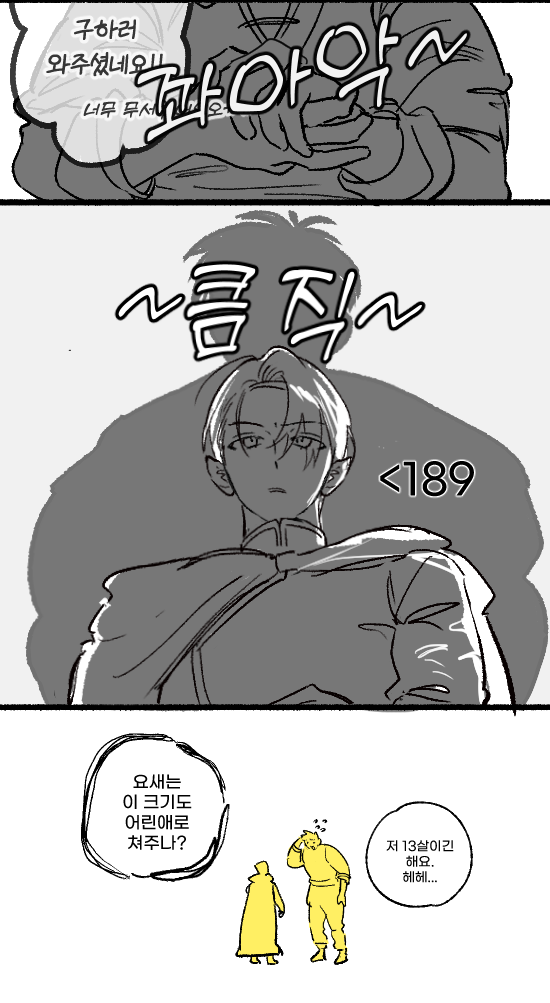 구하러
와주셨네요!!
너무 무서
꽈아악~
~큼 직~
<189
요새는
이 크기도
어린애로
쳐주나?
저 13살이긴
해요.
헤헤...